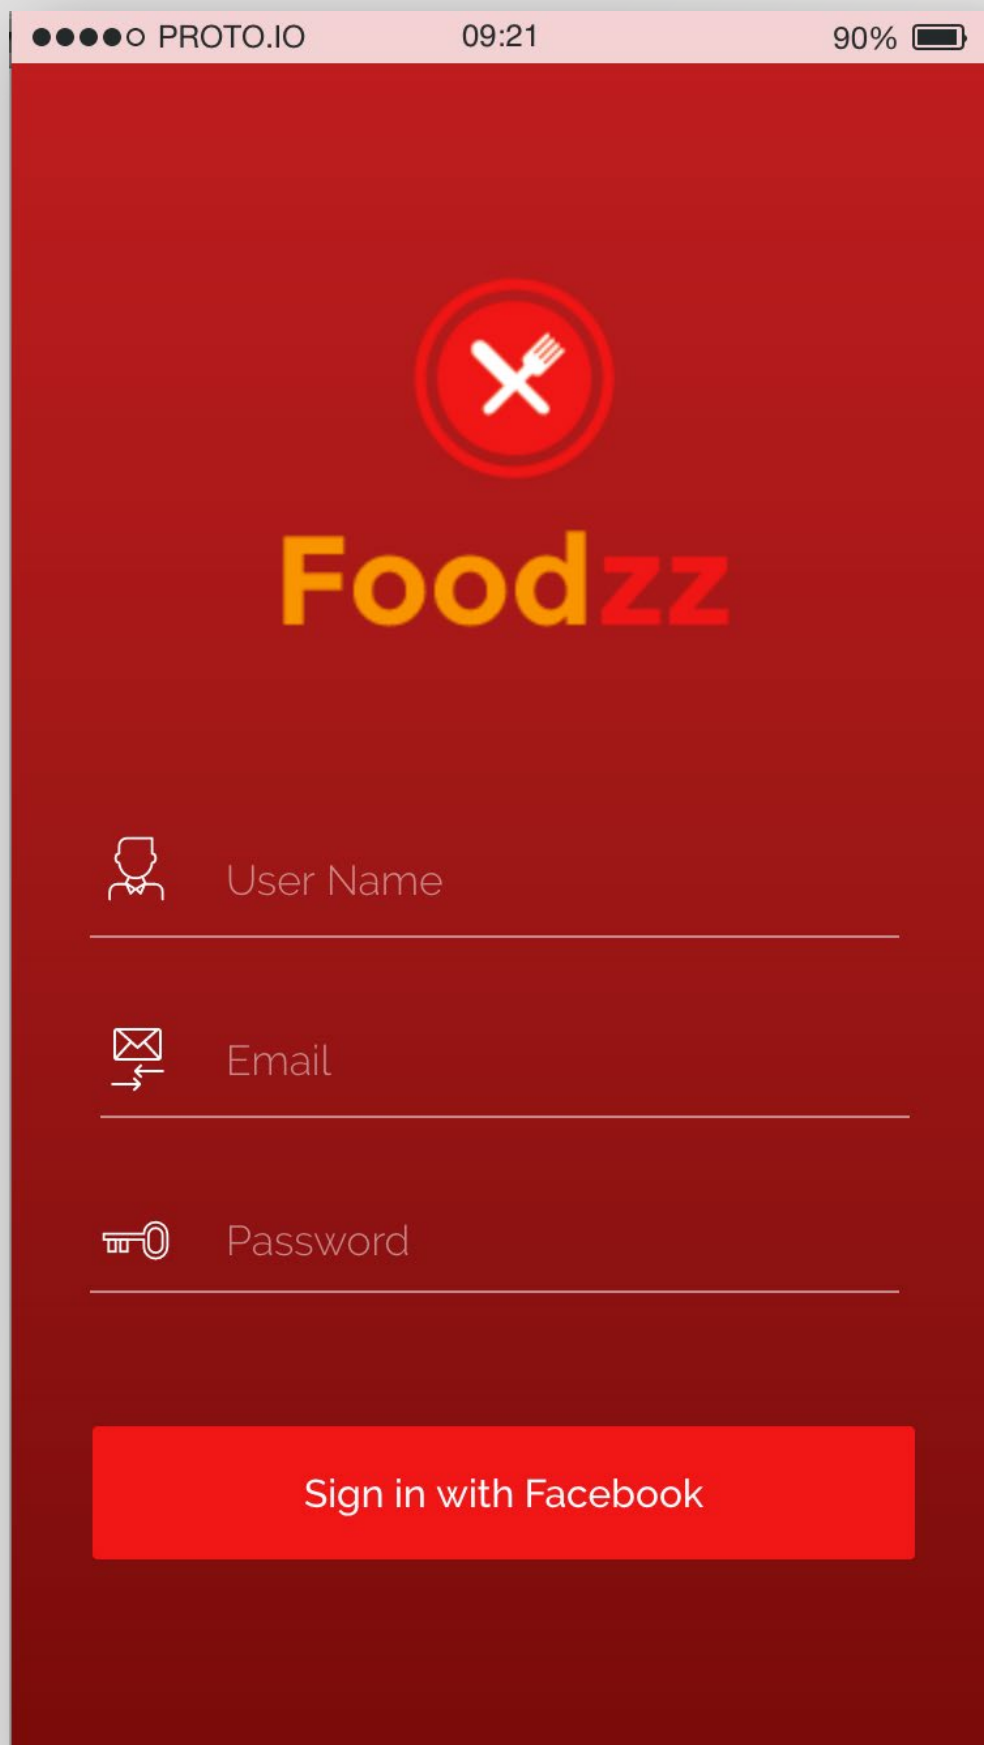 PROTO.IO 09:21 90%
Foodzz
User Name
Email
Password
Sign in with Facebook